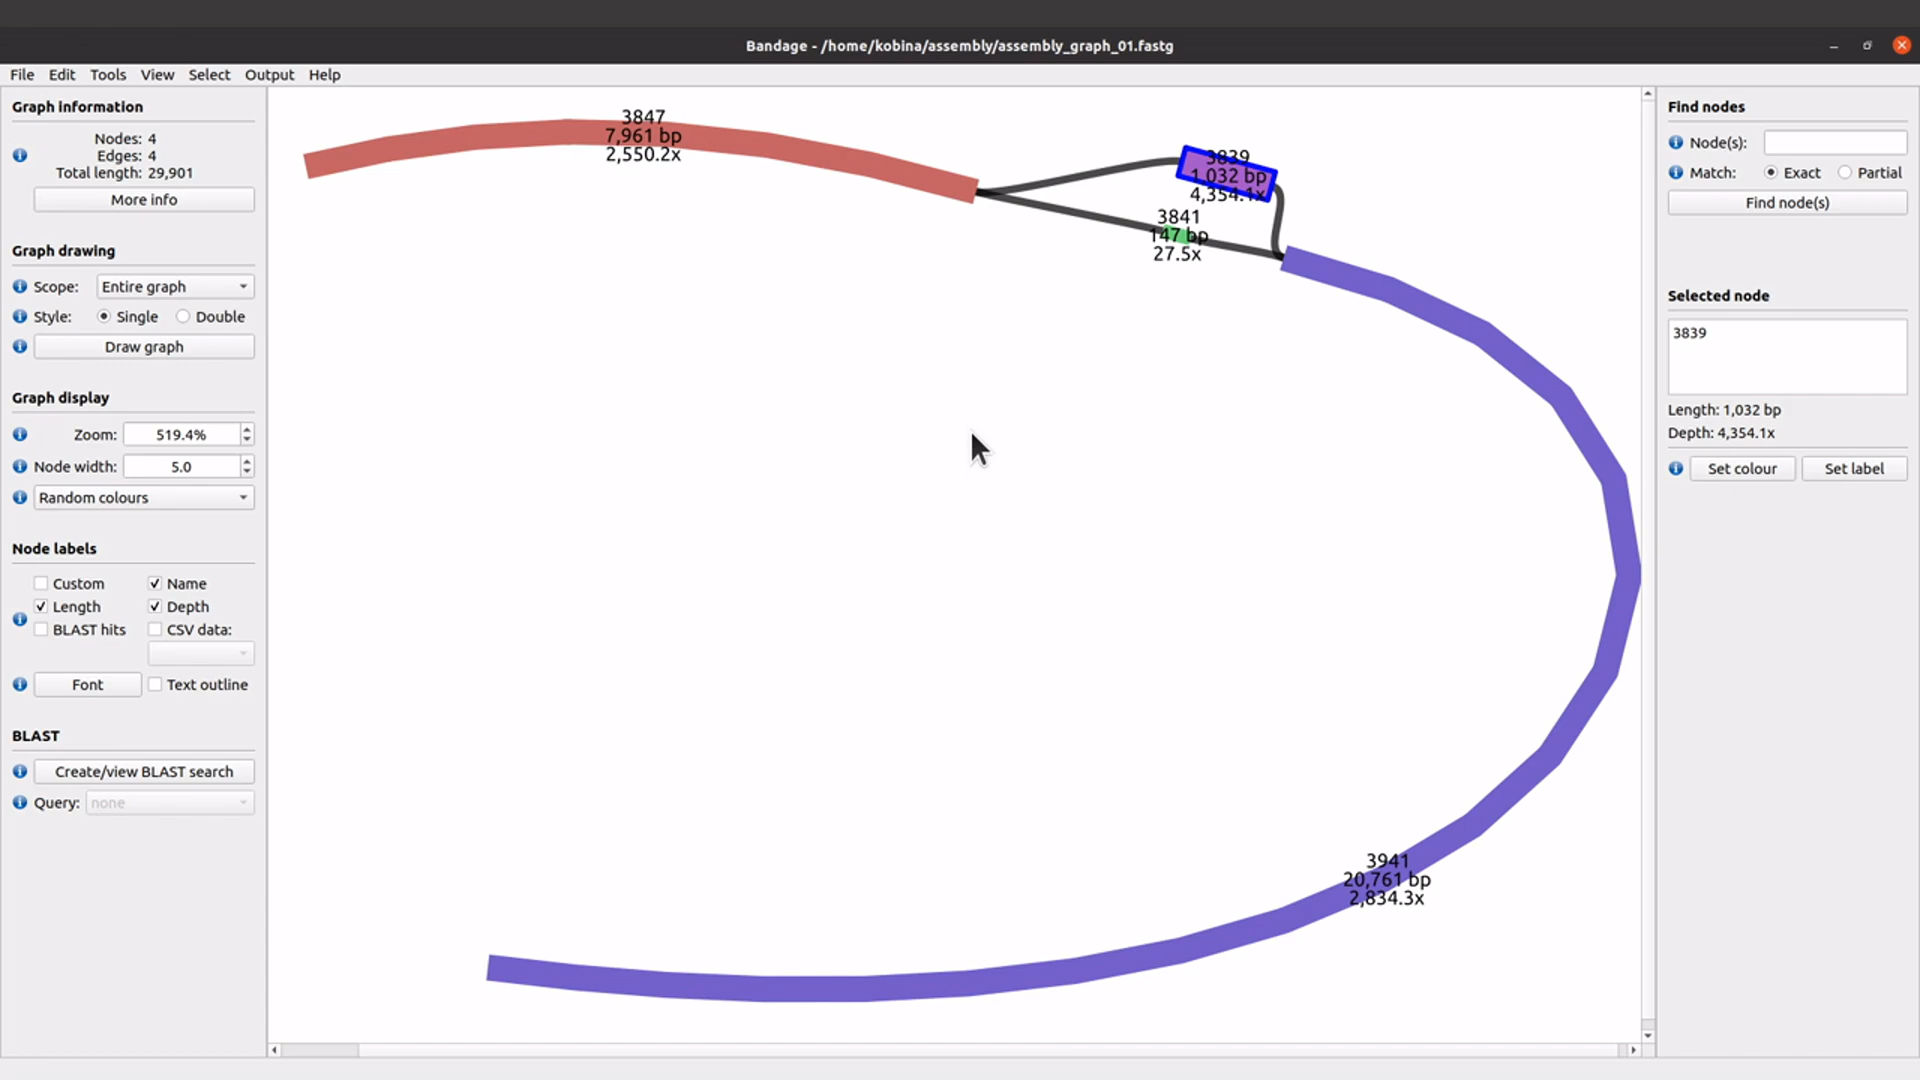 Bandage - /home/kobina/assembly/assembly_graph_01.fastg
File Edit Tools View Select Output Help
Graph information
Nodes: 4
Edges: 4
Total length: 29,901
More info
Graph drawing
Scope: Entire graph
Style: Single Double
Draw graph
Graph display
Zoom: 519.4%
Node width: 5.0
Random colours
Node labels
Custom Name
Length Depth
BLAST hits CSV data:
Font Text outline
BLAST
Create/view BLAST search
Query: none
3847
7,961 bp
2,550.2x
3839
1,032 bp
4,354.1x
3841
147 bp
27.5x
3941
20,761 bp
2,834.3x
Find nodes
Node(s):
Match: Exact Partial
Find node(s)
Selected node
3839
Length: 1,032 bp
Depth: 4,354.1x
Set colour Set label